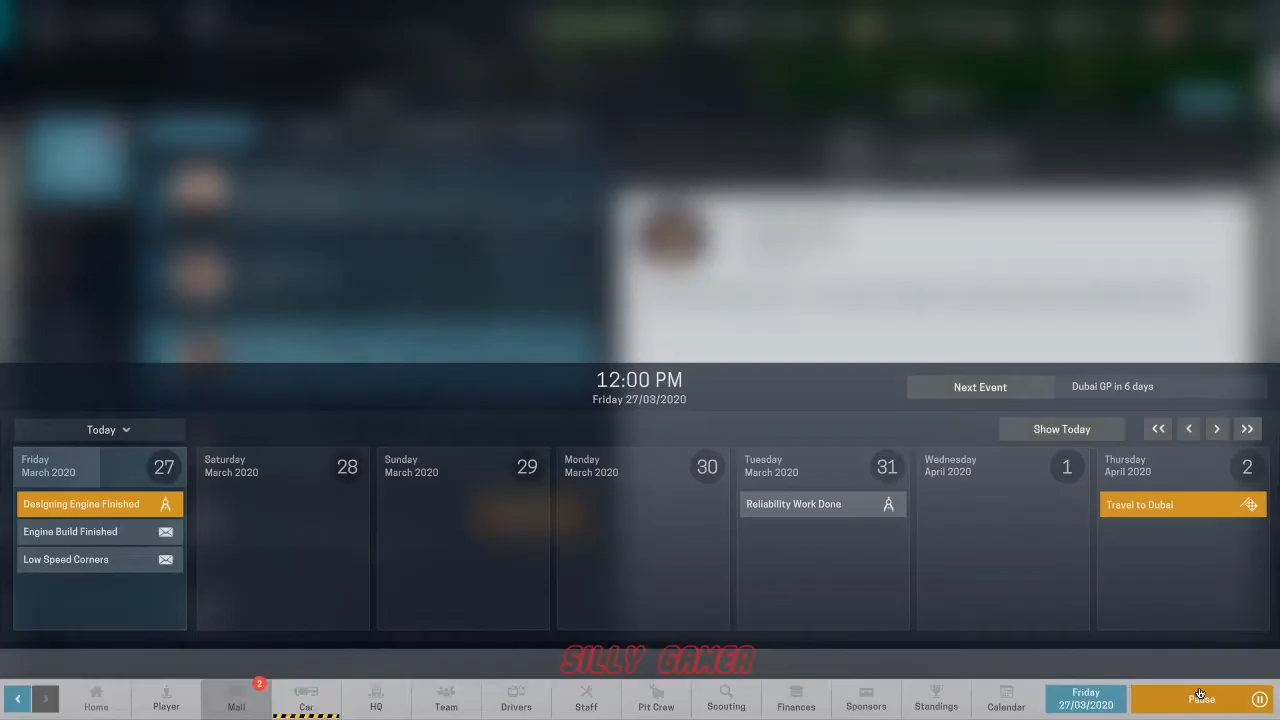 12:00 PM
Friday 27/03/2020
Next Event
Dubai GP in 6 days
Today
Show Today
Friday
March 2020
27
Saturday
March 2020
28
Sunday
March 2020
29
Monday
March 2020
30
Tuesday
March 2020
31
Wednesday
April 2020
1
Thursday
April 2020
2
Designing Engine Finished
Engine Build Finished
Low Speed Corners
Reliability Work Done
Travel to Dubai
SILLY GAMER
2
Home
Player
Mail
Car
HQ
Team
Drivers
Staff
Pit Crew
Scouting
Finances
Sponsors
Standings
Calendar
Friday
27/03/2020
Pause